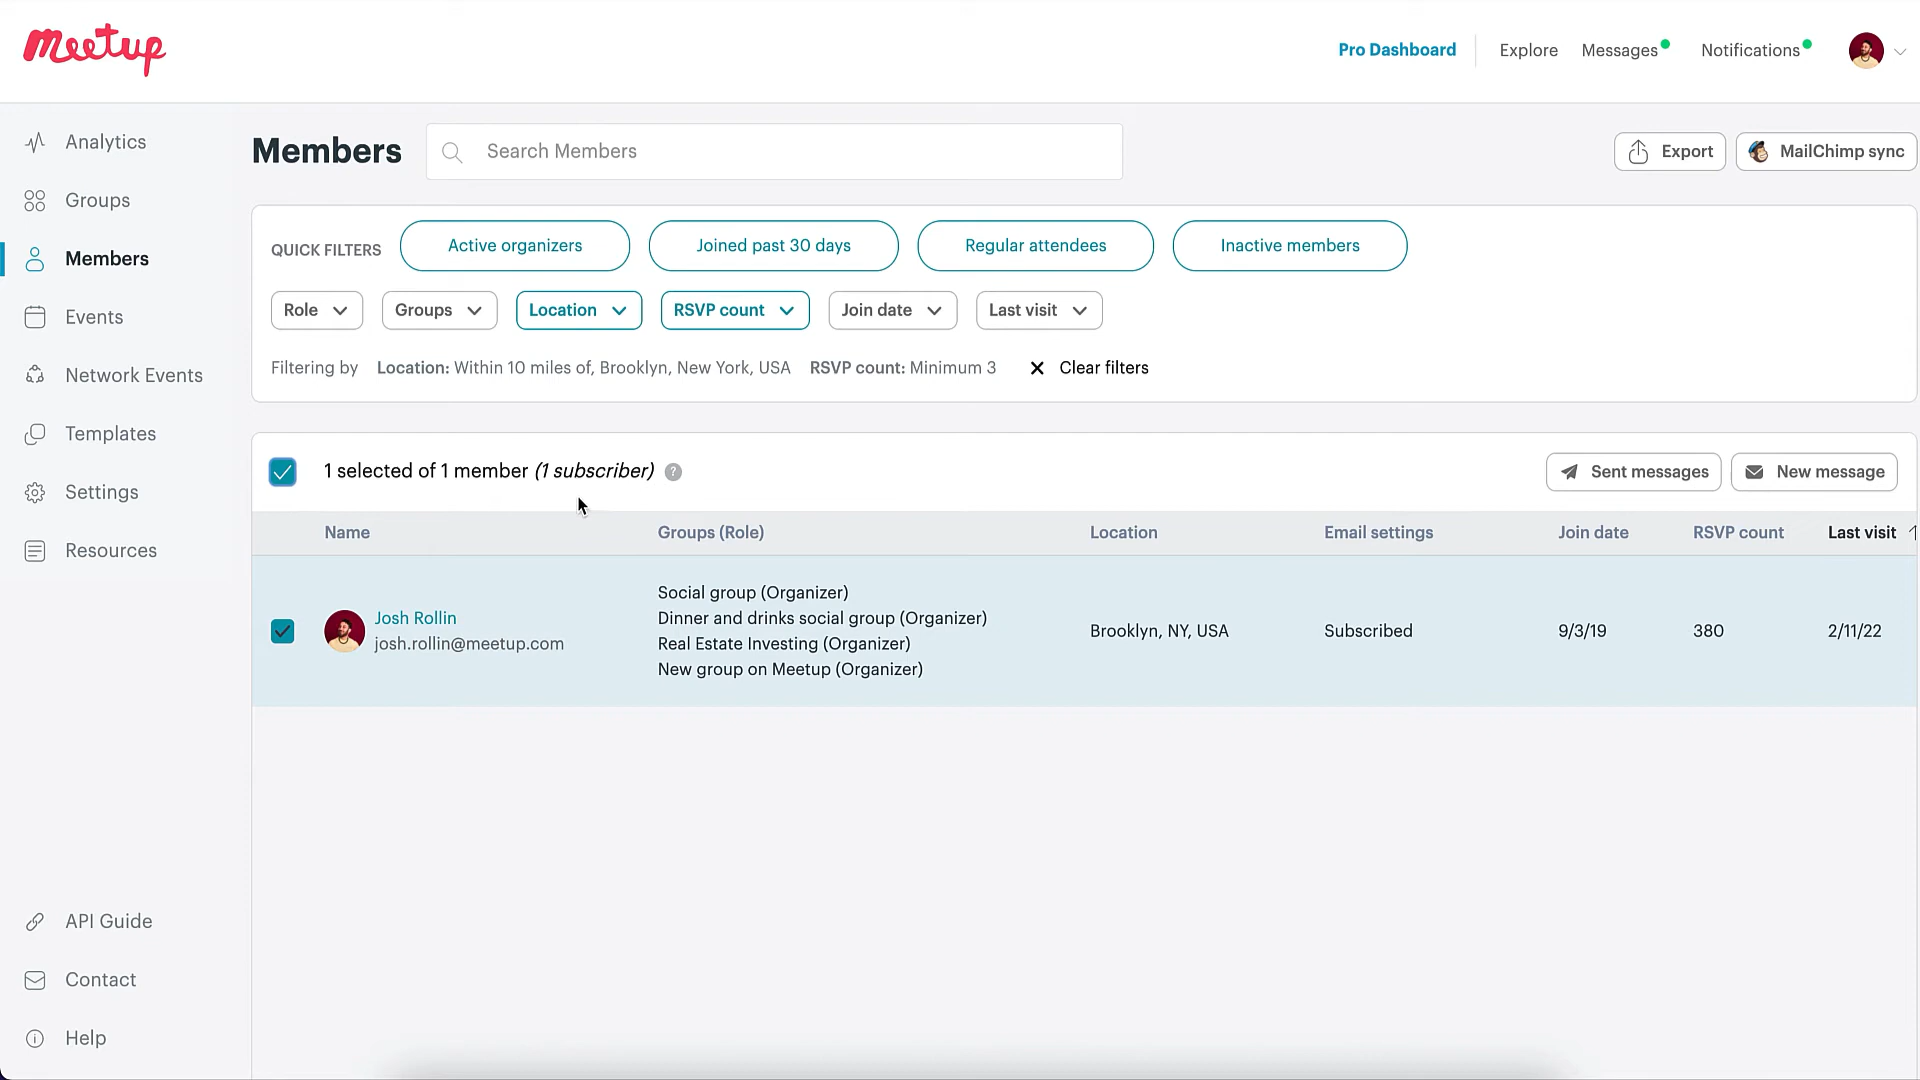 Meetup
Pro Dashboard
Explore
Messages
Notifications
Analytics
Groups
Members
Events
Network Events
Templates
Settings
Resources
API Guide
Contact
Help
Members
Search Members
Export
MailChimp sync
QUICK FILTERS
Active organizers
Joined past 30 days
Regular attendees
Inactive members
Role
Groups
Location
RSVP count
Join date
Last visit
Filtering by Location: Within 10 miles of, Brooklyn, New York, USA RSVP count: Minimum 3
Clear filters
1 selected of 1 member (1 subscriber) ?
Sent messages
New message
Name
Groups (Role)
Location
Email settings
Join date
RSVP count
Last visit ↑
Josh Rollin
josh.rollin@meetup.com
Social group (Organizer)
Dinner and drinks social group (Organizer)
Real Estate Investing (Organizer)
New group on Meetup (Organizer)
Brooklyn, NY, USA
Subscribed
9/3/19
380
2/11/22